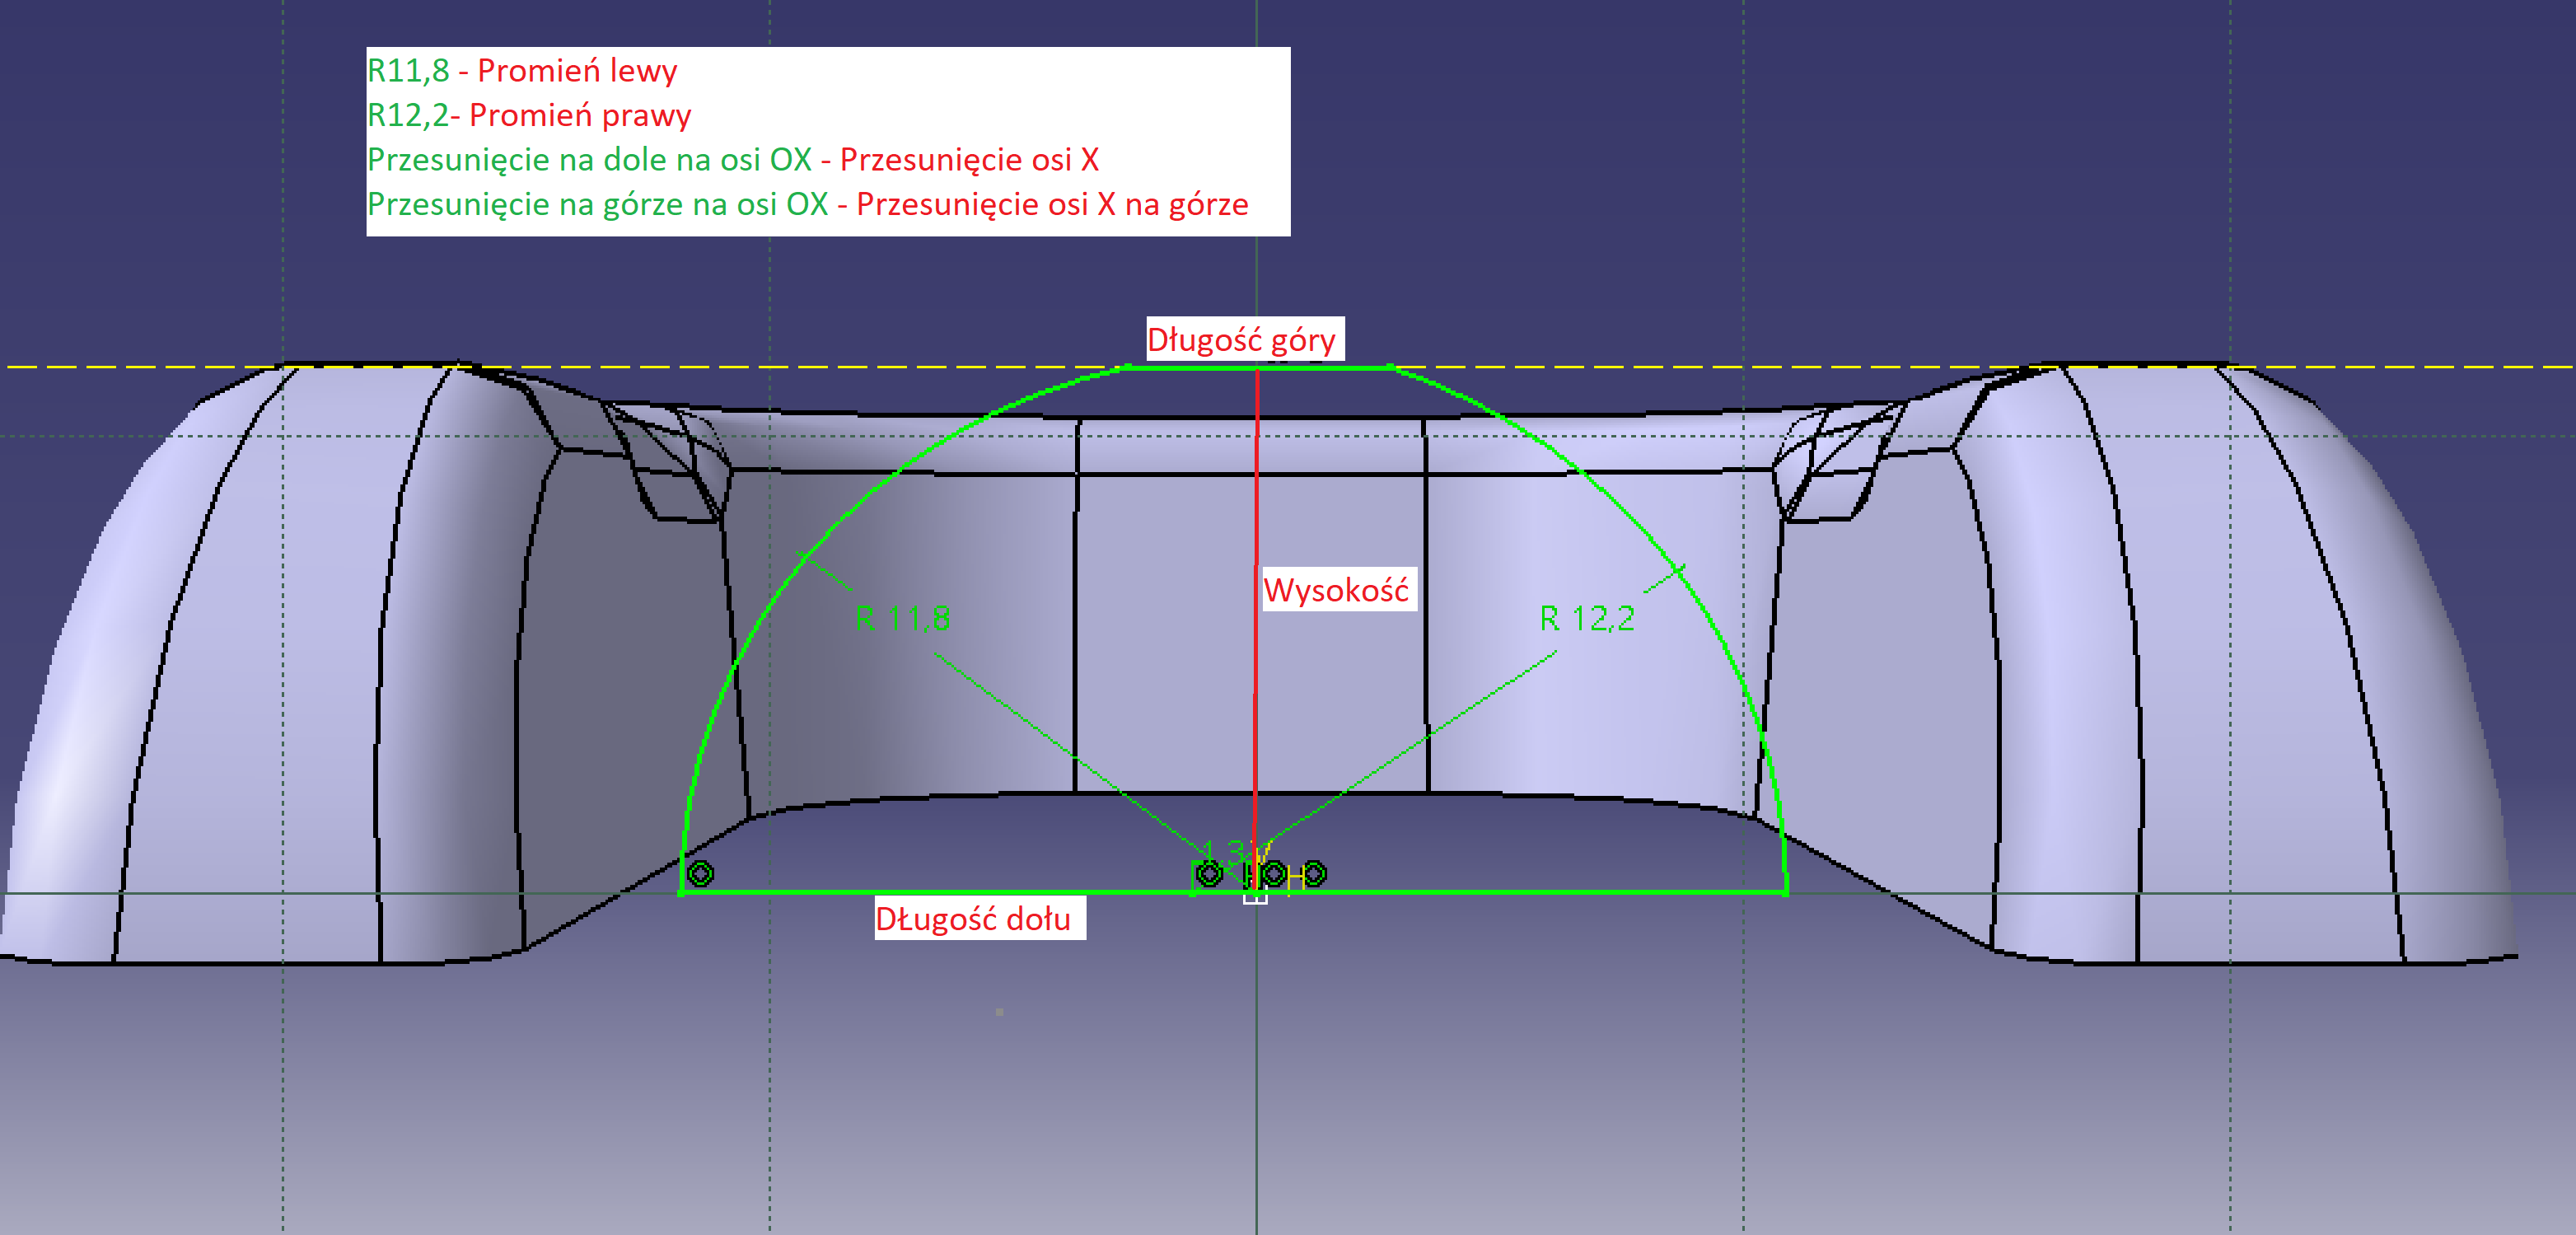 R11,8 - Promień lewy
R12,2- Promień prawy
Przesunięcie na dole na osi OX - Przesunięcie osi X
Przesunięcie na górze na osi OX - Przesunięcie osi X na górze
Długość góry
Wysokość
R 11,8
R 12,2
1,3
DŁugość dołu